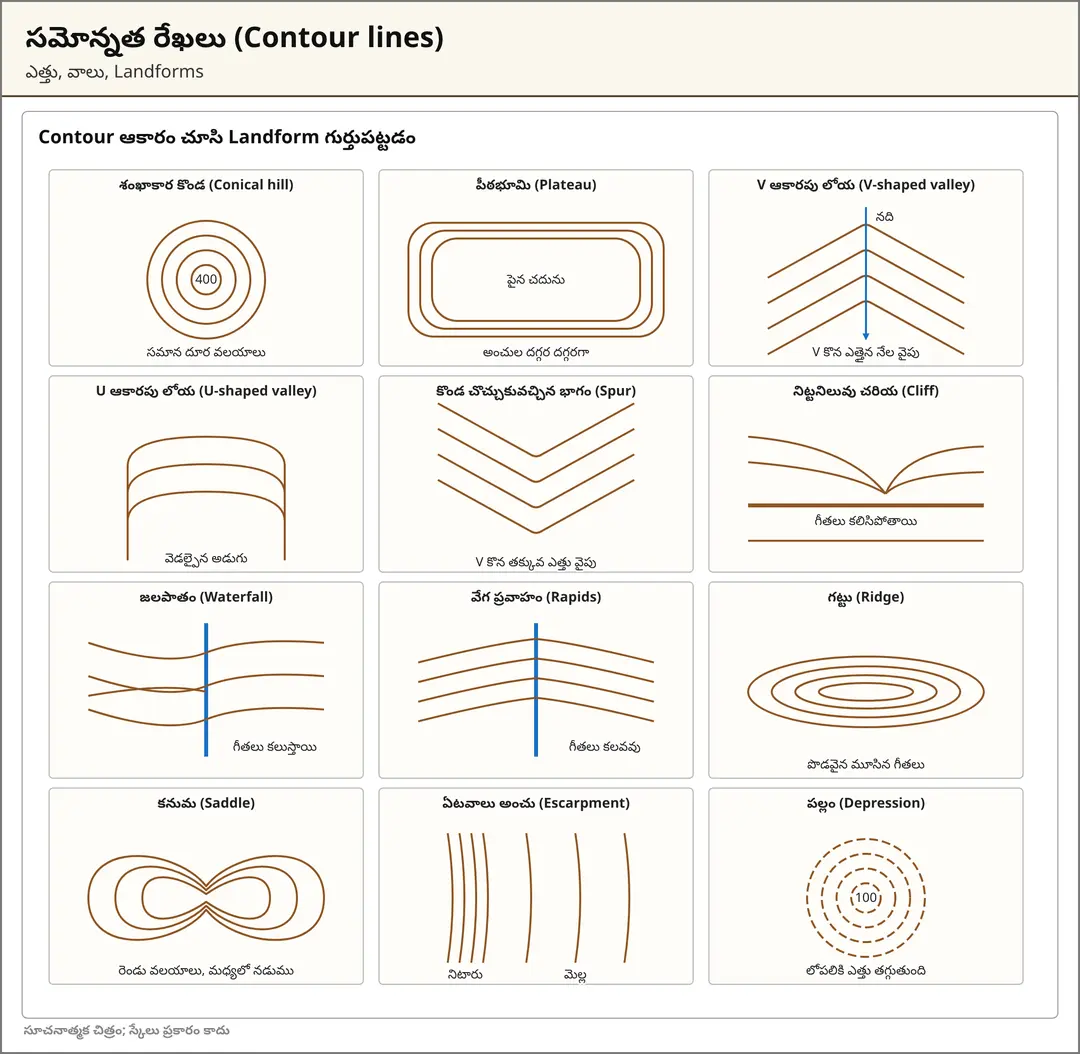 సమోన్నత రేఖలు (Contour lines)
ఎత్తు, వాలు, Landforms
Contour ఆకారం చూసి Landform గుర్తుపట్టడం
శంఖాకార కొండ (Conical hill)
400
సమాన దూర వలయాలు
పీఠభూమి (Plateau)
పైన చదును
అంచుల దగ్గర దగ్గరగా
V ఆకారపు లోయ (V-shaped valley)
నది
V కొన ఎత్తైన నేల వైపు
U ఆకారపు లోయ (U-shaped valley)
వెడల్పైన అడుగు
కొండ చొచ్చుకువచ్చిన భాగం (Spur)
V కొన తక్కువ ఎత్తు వైపు
నిట్టనిలువు చరియ (Cliff)
గీతలు కలిసిపోతాయి
జలపాతం (Waterfall)
గీతలు కలుస్తాయి
వేగ ప్రవాహం (Rapids)
గీతలు కలవవు
గట్టు (Ridge)
పొడవైన మూసిన గీతలు
కనుమ (Saddle)
రెండు వలయాలు, మధ్యలో నడుము
ఏటవాలు అంచు (Escarpment)
నిటారు
మెల్ల
పల్లం (Depression)
100
లోపలికి ఎత్తు తగ్గుతుంది
సూచనాత్మక చిత్రం; స్కేలు ప్రకారం కాదు